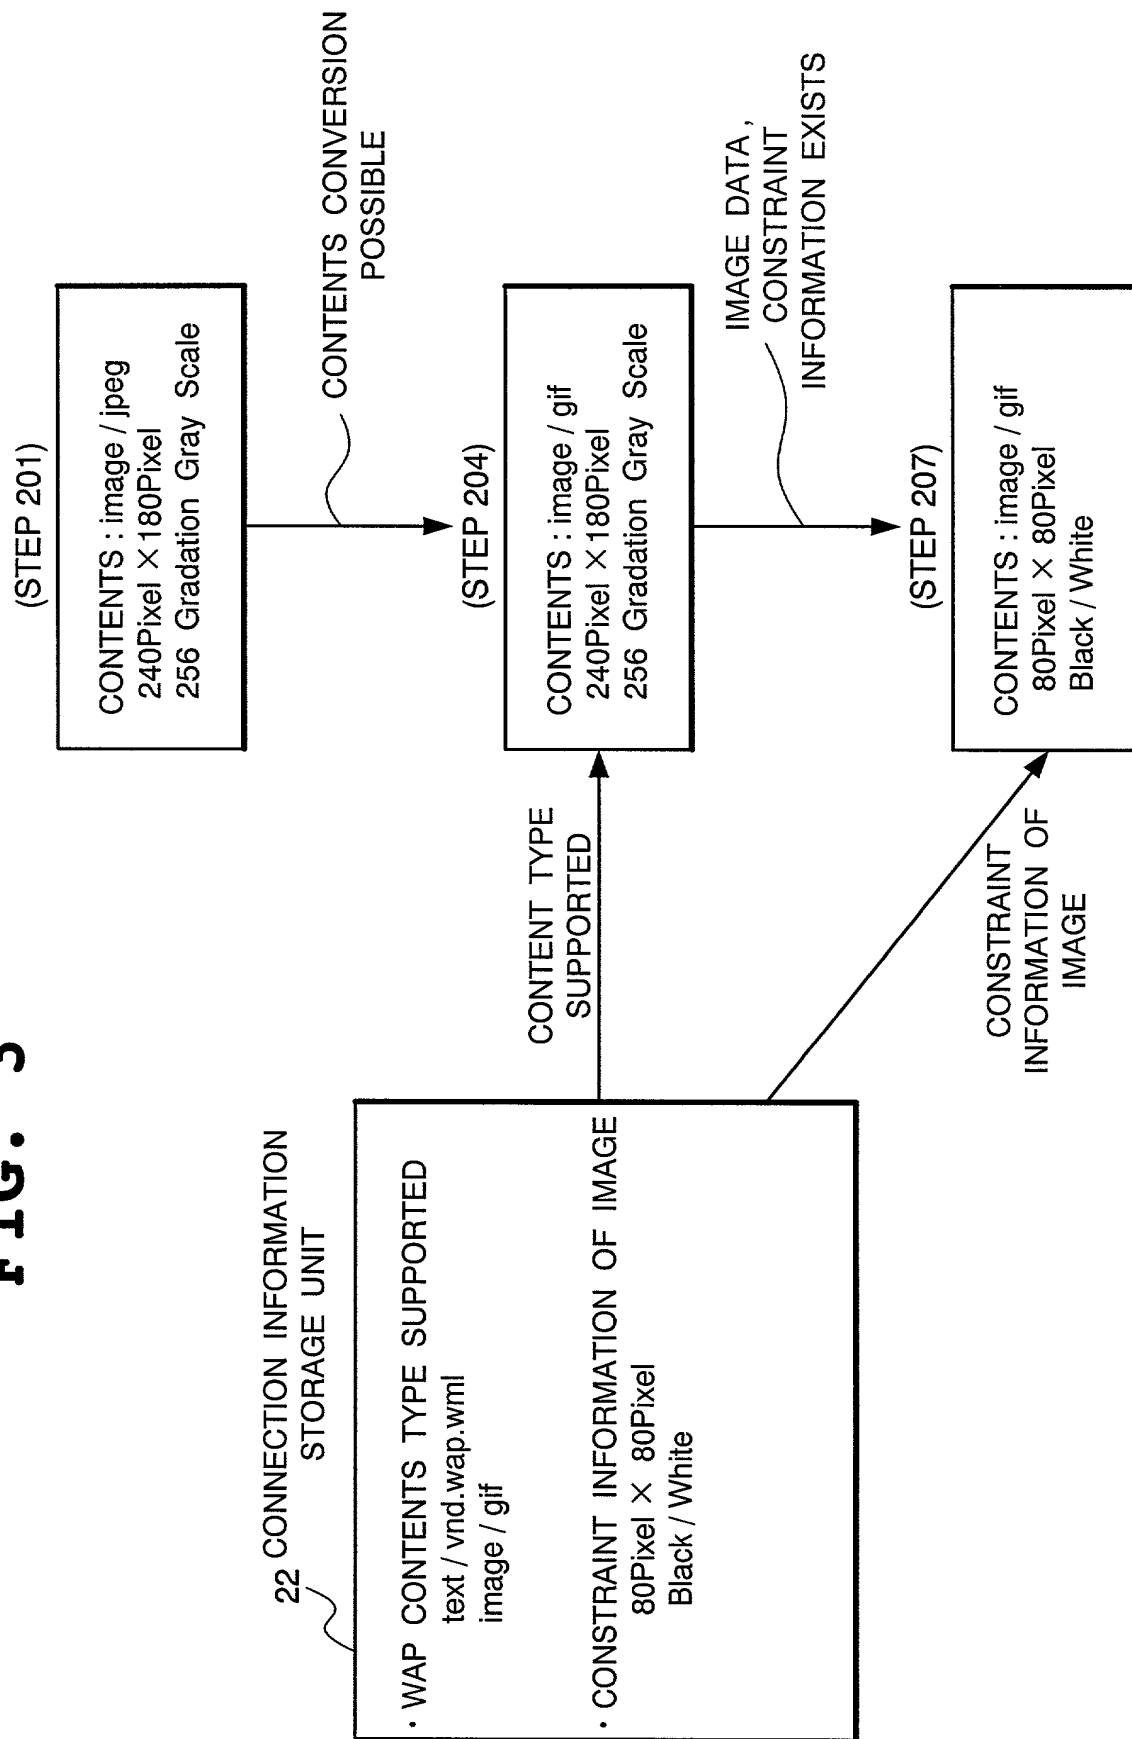 FIG. 3
22 CONNECTION INFORMATION
STORAGE UNIT
· WAP CONTENTS TYPE SUPPORTED
text / vnd.wap.wml
image / gif
· CONSTRAINT INFORMATION OF IMAGE
80Pixel × 80Pixel
Black / White
CONTENT TYPE
SUPPORTED
CONSTRAINT
INFORMATION OF
IMAGE
(STEP 201)
CONTENTS : image / jpeg
240Pixel ×180Pixel
256 Gradation Gray Scale
CONTENTS CONVERSION
POSSIBLE
(STEP 204)
CONTENTS : image / gif
240Pixel ×180Pixel
256 Gradation Gray Scale
IMAGE DATA,
CONSTRAINT
INFORMATION EXISTS
(STEP 207)
CONTENTS : image / gif
80Pixel × 80Pixel
Black / White